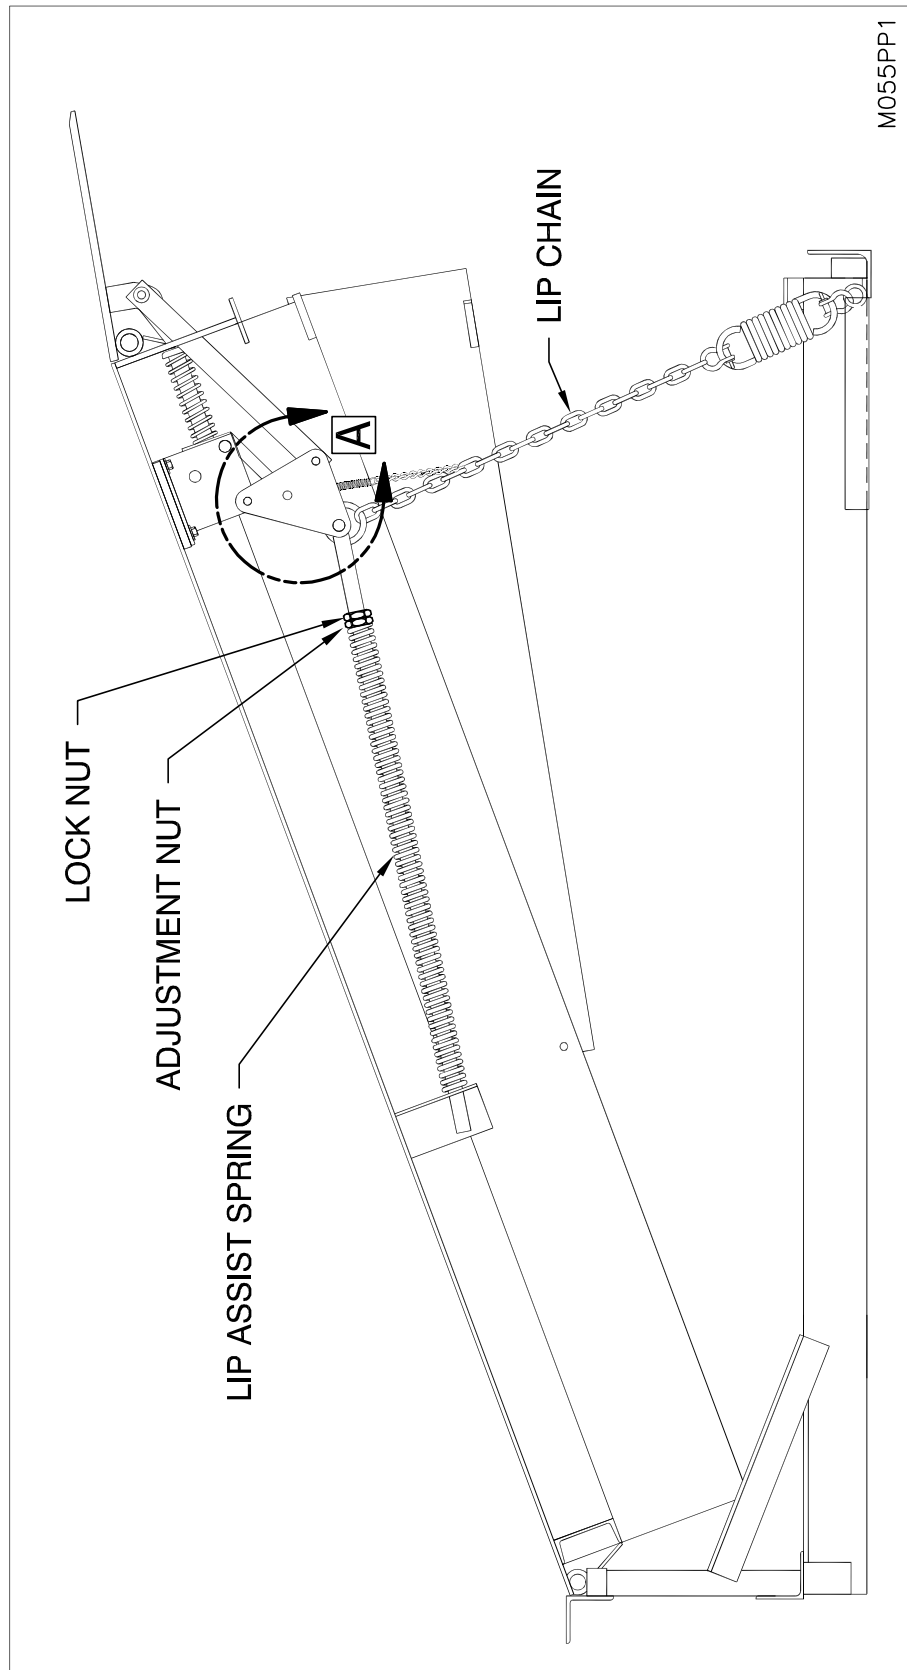 LOCK NUT
ADJUSTMENT NUT
LIP ASSIST SPRING
A
LIP CHAIN
M055PP1